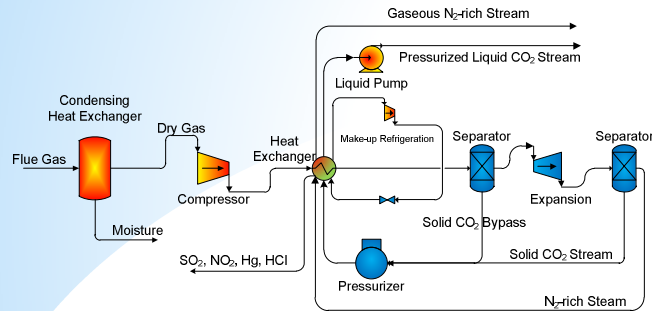 Gaseous N2-rich Stream
Pressurized Liquid CO2 Stream
Liquid Pump
Condensing
Heat Exchanger
Dry Gas
Heat
Exchanger
Make-up Refrigeration
Separator
Separator
Flue Gas
Compressor
Expansion
Moisture
Solid CO2 Bypass
SO2, NO2, Hg, HCl
Solid CO2 Stream
Pressurizer
N2-rich Steam